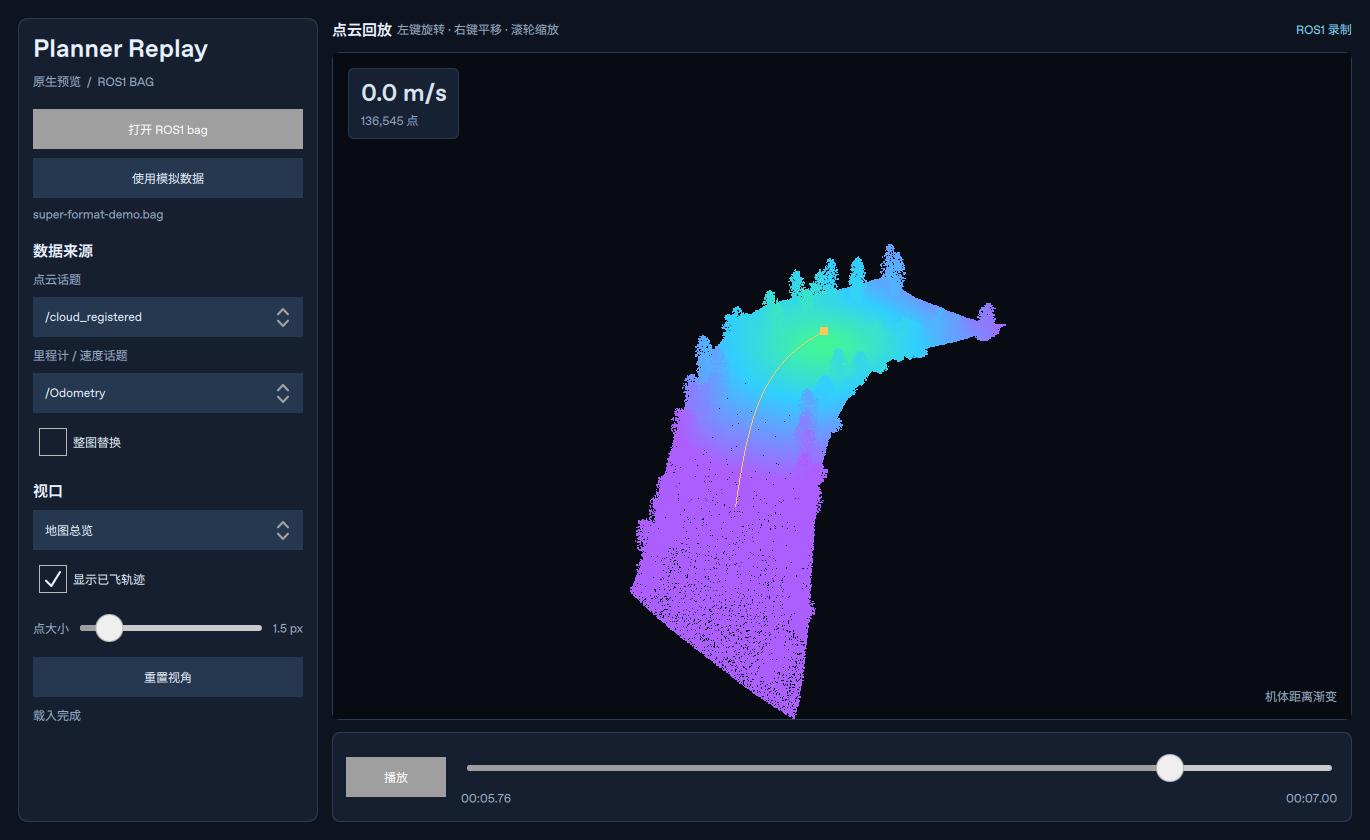 Planner Replay
原生预览 / ROS1 BAG
打开 ROS1 bag
使用模拟数据
super-format-demo.bag
数据来源
点云话题
/cloud_registered
里程计 / 速度话题
/Odometry
整图替换
视口
地图总览
显示已飞轨迹
点大小 1.5 px
重置视角
载入完成
点云回放 左键旋转 · 右键平移 · 滚轮缩放
ROS1 录制
0.0 m/s
136,545 点
机体距离渐变
播放
00:05.76
00:07.00